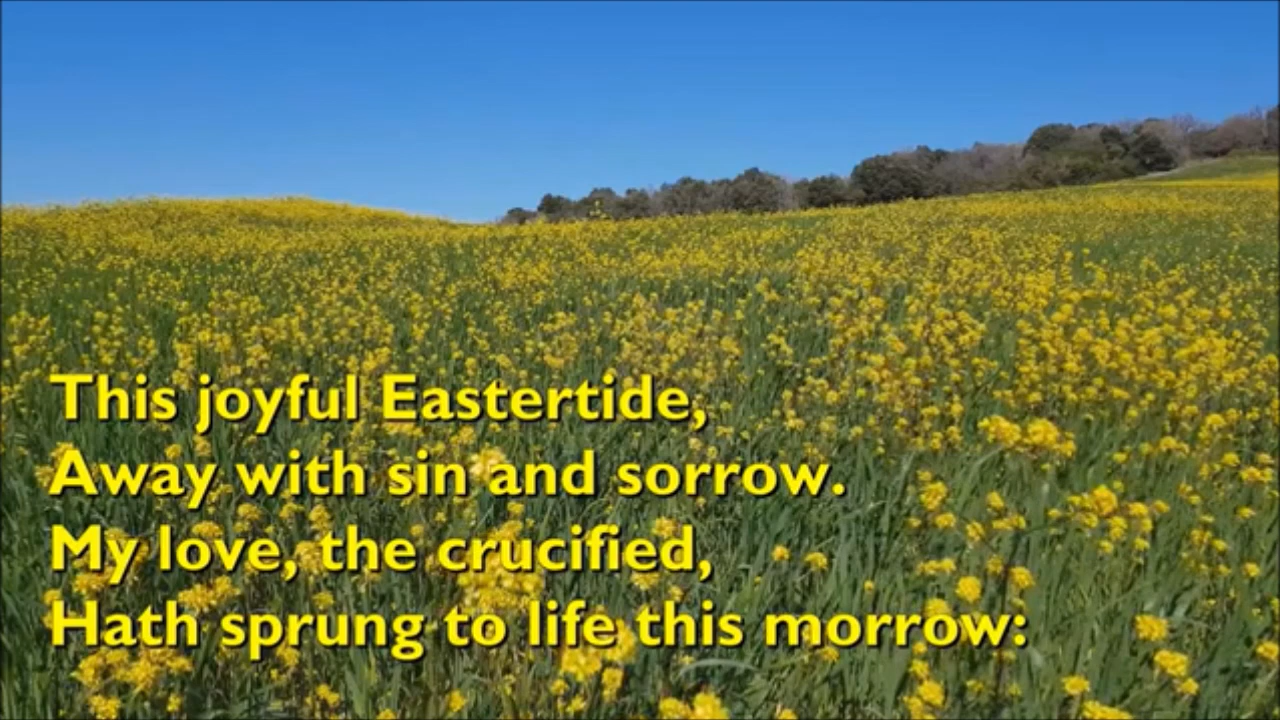 This joyful Eastertide,
Away with sin and sorrow.
My love, the crucified,
Hath sprung to life this morrow: